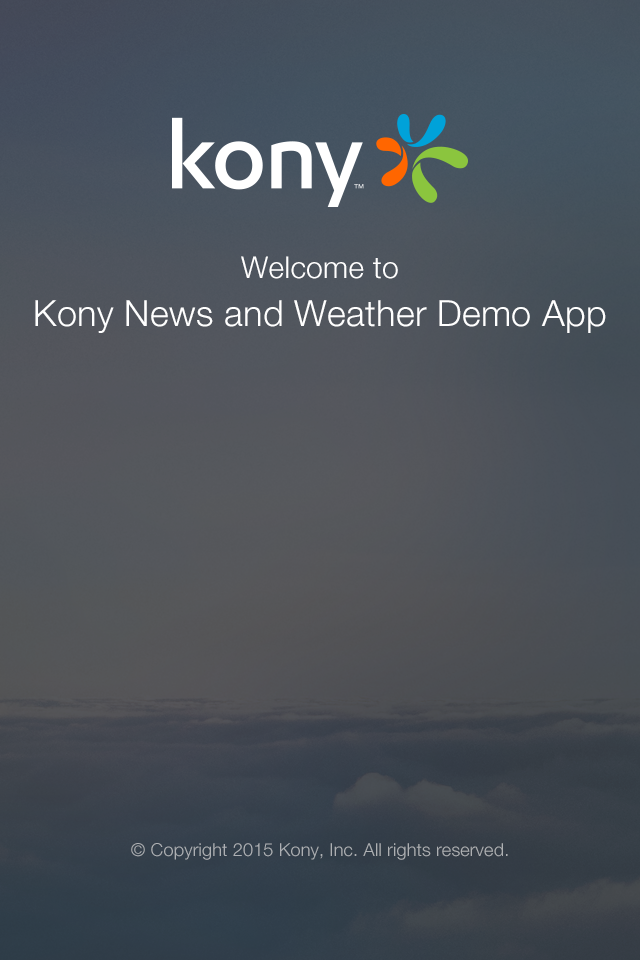 kony™
Welcome to
Kony News and Weather Demo App
© Copyright 2015 Kony, Inc. All rights reserved.